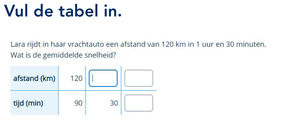 Vul de tabel in.
Lara rijdt in haar vrachtauto een afstand van 120 km in 1 uur en 30 minuten.
Wat is de gemiddelde snelheid?
afstand (km) 120
tijd (min) 90 30